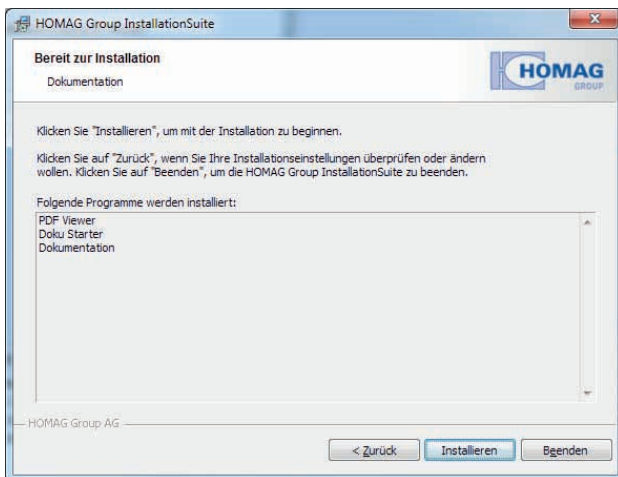 HOMAG Group InstallationSuite
Bereit zur Installation
Dokumentation
HOMAG
GROUP
Klicken Sie "Installieren", um mit der Installation zu beginnen.
Klicken Sie auf "Zurück", wenn Sie Ihre Installationseinstellungen überprüfen oder ändern
wollen. Klicken Sie auf "Beenden", um die HOMAG Group InstallationSuite zu beenden.
Folgende Programme werden installiert:
PDF Viewer
Doku Starter
Dokumentation
HOMAG Group AG
< Zurück Installieren Beenden